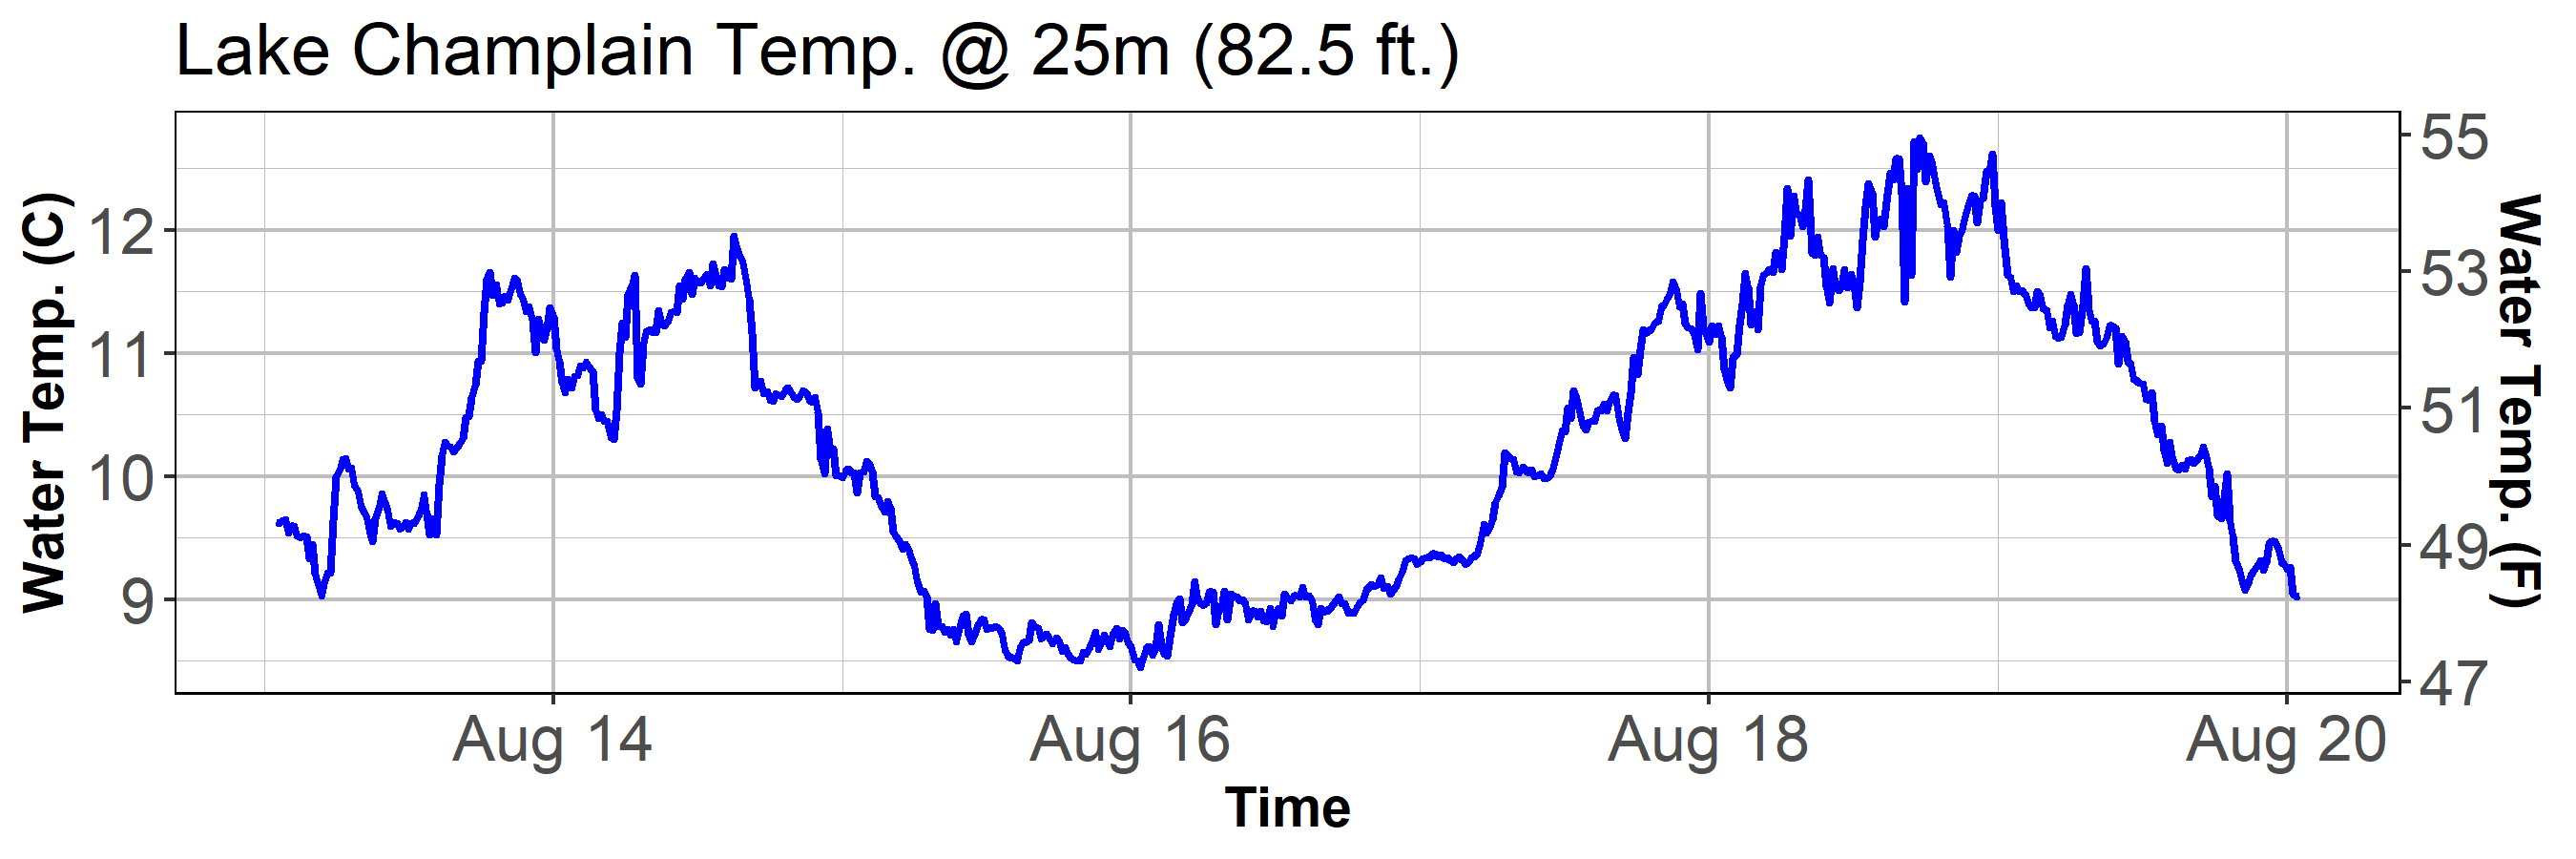 Lake Champlain Temp. @ 25m (82.5 ft.)
Water Temp. (C)
12
11
10
9
55
53
51
49
47
Water Temp. (F)
Aug 14
Aug 16
Aug 18
Aug 20
Time